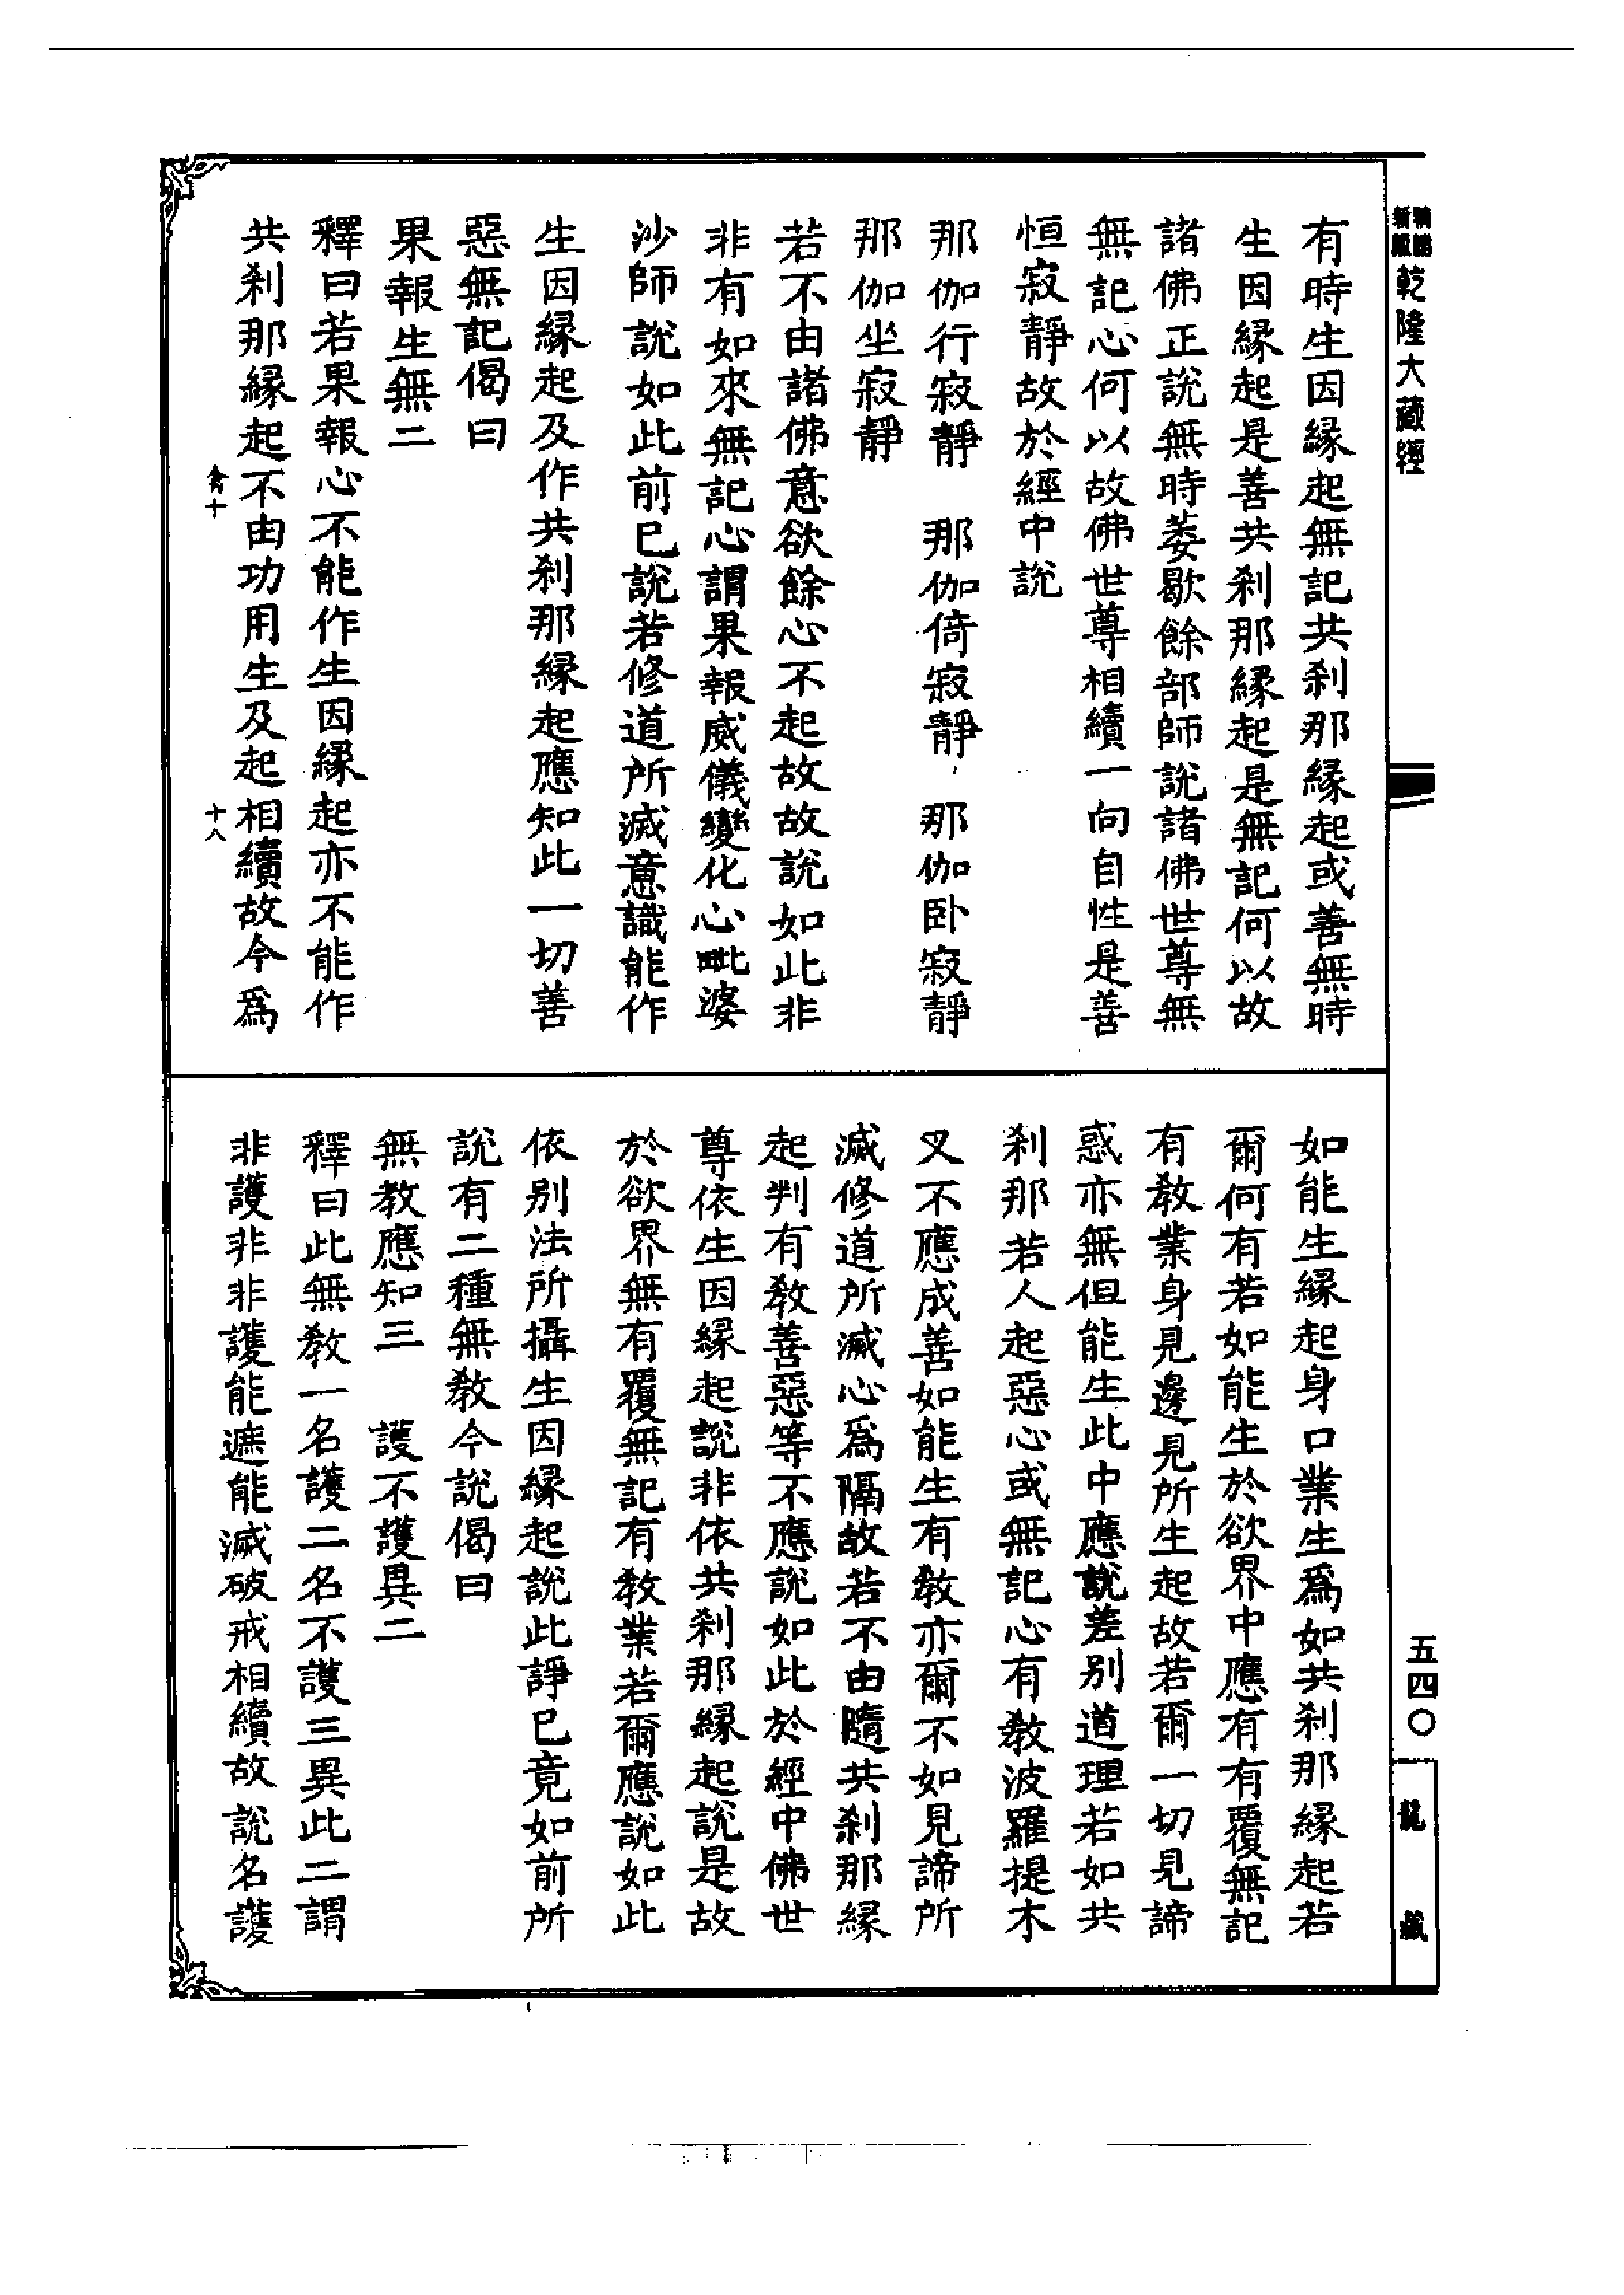 乾隆大藏經
五四〇
有時生因緣起無記共刹那緣起或善無時
生因緣起是善共刹那緣起是無記何以故
諸佛正說無時萎歇餘部師說諸佛世尊無
無記心何以故佛世尊相續一向自性是善
恒寂靜故於經中說
那伽行寂靜　那伽倚寂靜　那伽卧寂靜
那伽坐寂靜
若不由諸佛意欲餘心不起故故說如此非
非有如來無記心謂果報威儀變化心毗婆
沙師說如此前已說若修道所滅意識能作
生因緣起及作共刹那緣起應知此一切善
惡無記偈曰
果報生無二
釋曰若果報心不能作生因緣起亦不能作
共刹那緣起不由功用生及起相續故今爲
禽十　十八
如能生緣起身口業生爲如共刹那緣起若
爾何有若如能生於欲界中應有有覆無記
有教業身見邊見所生起故若爾一切見諦
惑亦無但能生此中應說差別道理若如共
刹那若人起惡心或無記心有教波羅提木
叉不應成善如能生有教亦爾不如見諦所
滅修道所滅心爲隔故若不由隨共刹那緣
起判有教善惡等不應說如此於經中佛世
尊依生因緣起說非依共刹那緣起說是故
於欲界無有覆無記有教業若爾應說如此
依別法所攝生因緣起說此諍已竟如前所
說有二種無教今說偈曰
無教應知三　護不護異二
釋曰此無教一名護二名不護三異此二謂
非護非非護能遮能滅破戒相續故說名護